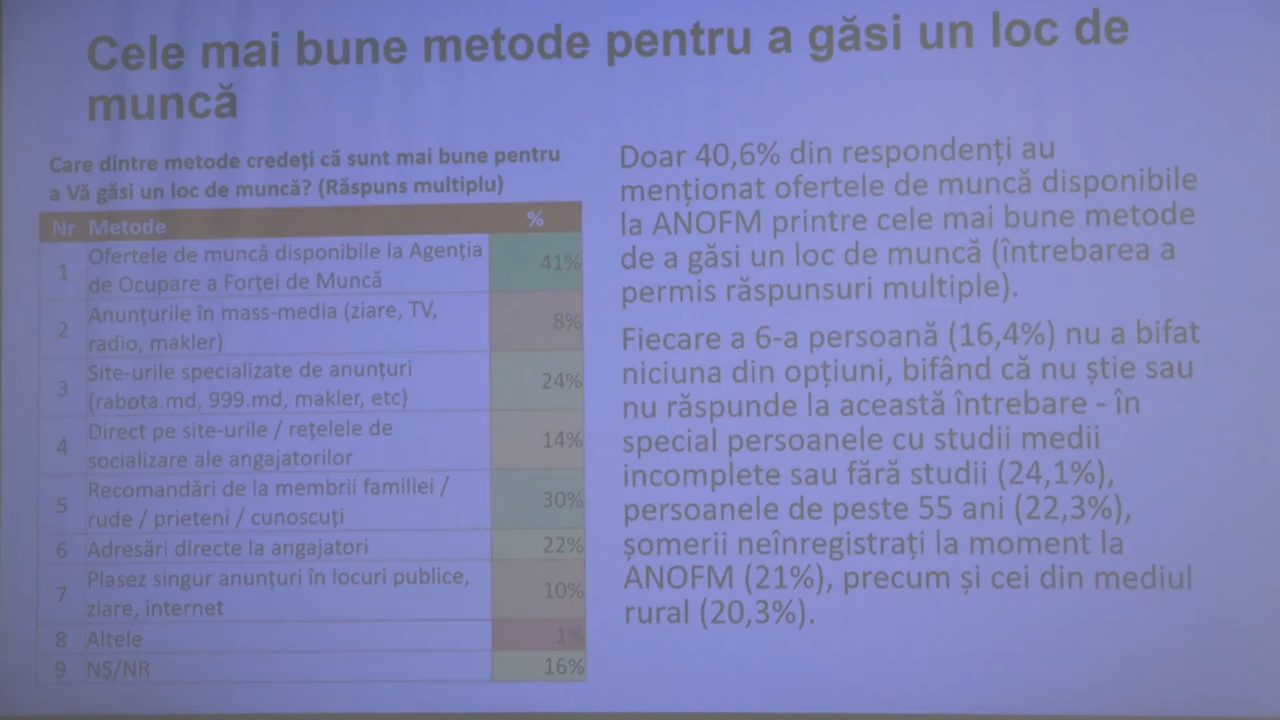 Cele mai bune metode pentru a găsi un loc de
muncă
Care dintre metode credeți că sunt mai bune pentru
a Vă găsi un loc de muncă? (Răspuns multiplu)
Nr Metode %
1 Ofertele de muncă disponibile la Agenția
de Ocupare a Forței de Muncă 41%
2 Anunțurile în mass-media (ziare, TV,
radio, makler) 8%
3 Site-urile specializate de anunțuri
(rabota.md, 999.md, makler, etc) 24%
4 Direct pe site-urile / rețelele de
socializare ale angajatorilor 14%
5 Recomandări de la membrii familiei /
rude / prieteni / cunoscuți 30%
6 Adresări directe la angajatori 22%
7 Plasez singur anunțuri în locuri publice,
ziare, internet 10%
8 Altele 1%
9 NȘ/NR 16%
Doar 40,6% din respondenți au
menționat ofertele de muncă disponibile
la ANOFM printre cele mai bune metode
de a găsi un loc de muncă (întrebarea a
permis răspunsuri multiple).
Fiecare a 6-a persoană (16,4%) nu a bifat
niciuna din opțiuni, bifând că nu știe sau
nu răspunde la această întrebare - în
special persoanele cu studii medii
incomplete sau fără studii (24,1%),
persoanele de peste 55 ani (22,3%),
șomerii neînregistrați la moment la
ANOFM (21%), precum și cei din mediul
rural (20,3%).